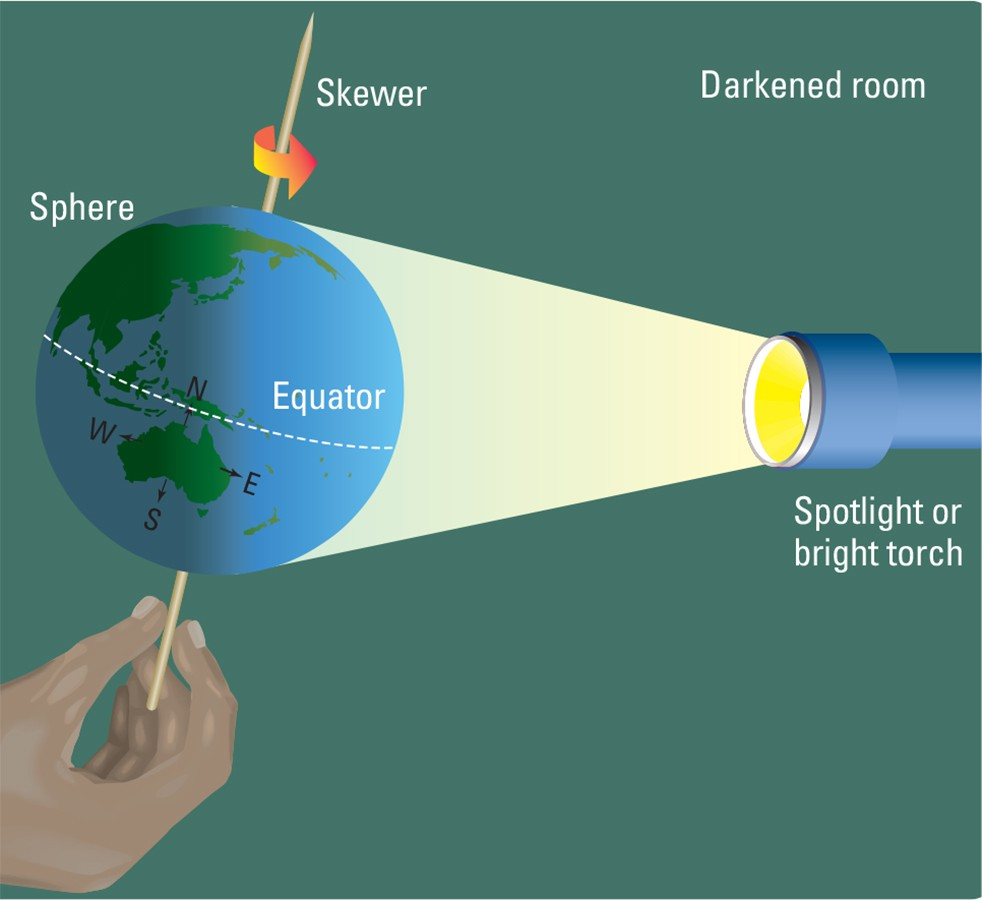 Skewer
Darkened room
Sphere
Equator
N
W
E
S
Spotlight or
bright torch